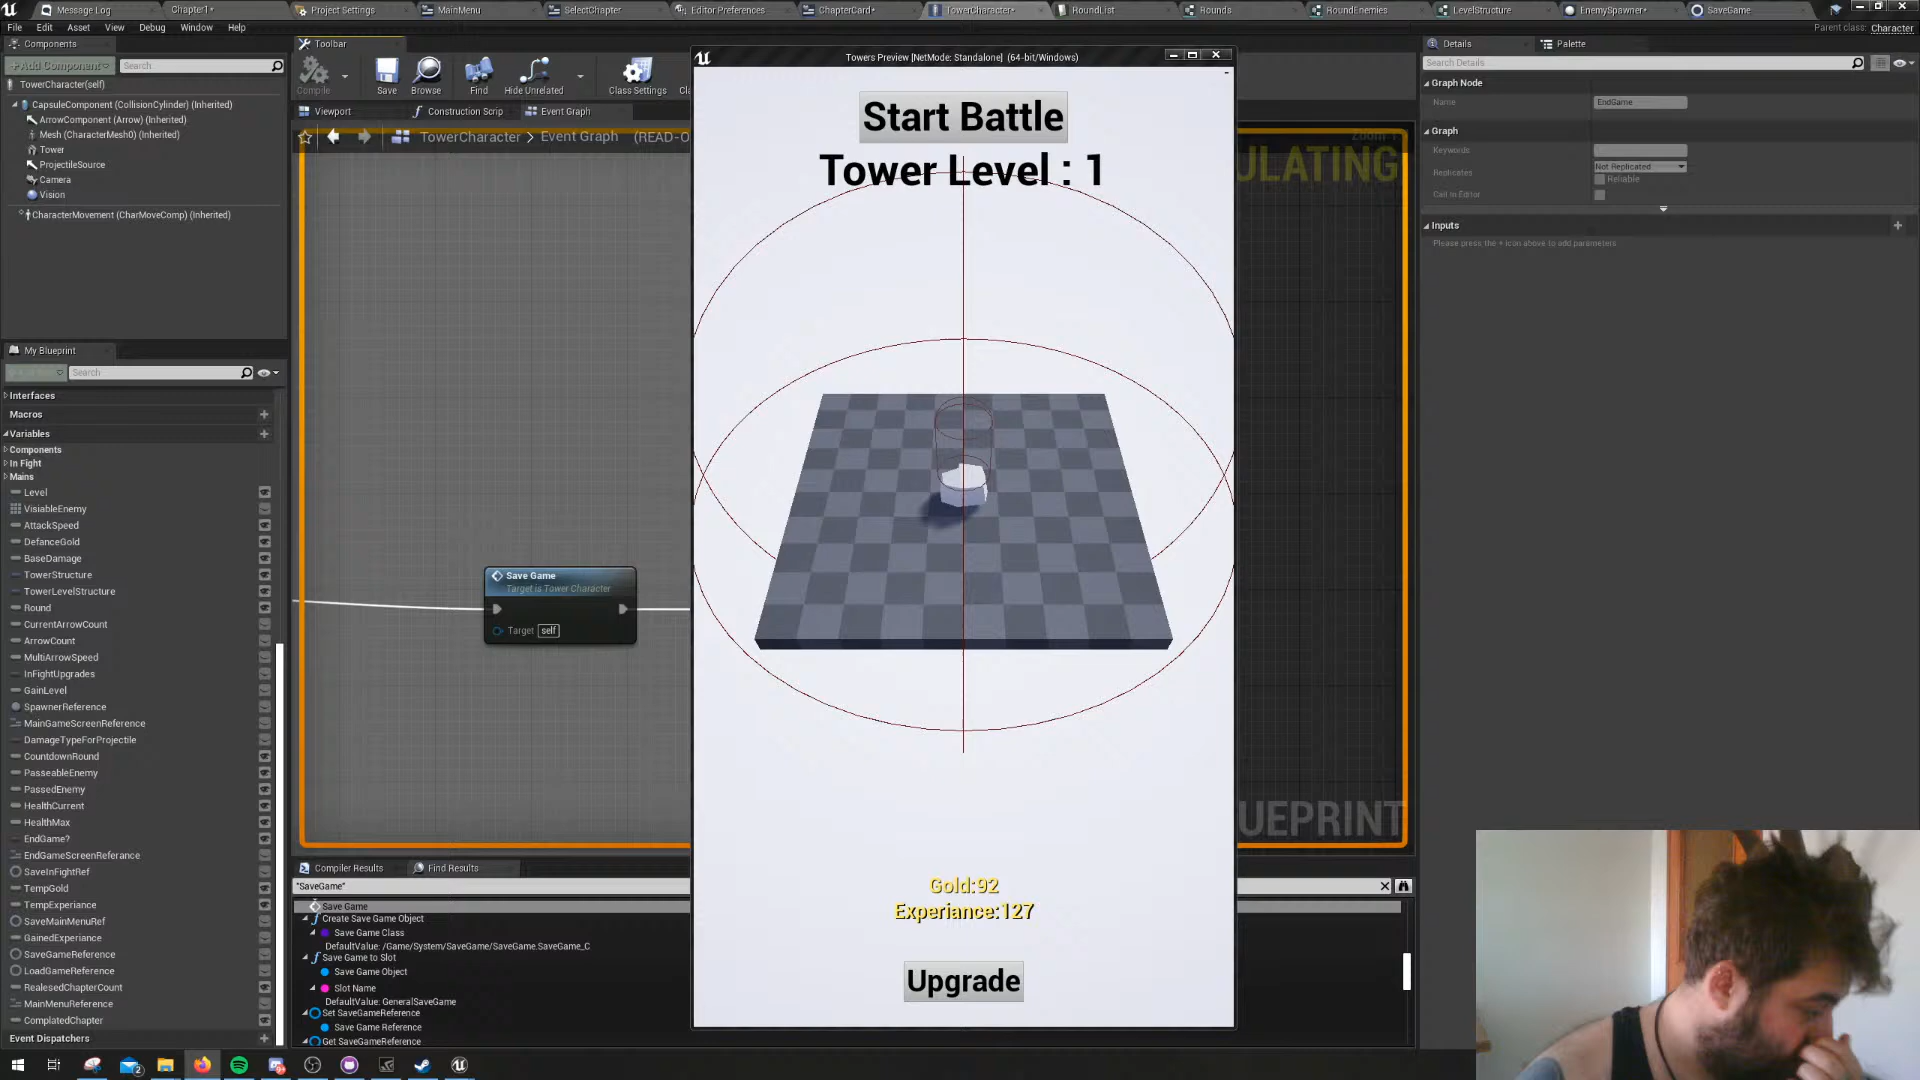 Message Log
Chapter1*
Project Settings
MainMenu
SelectChapter
Editor Preferences
ChapterCard*
TowerCharacter*
RoundList
Rounds
RoundEnemies
LevelStructure
EnemySpawner*
SaveGame
File Edit Asset View Debug Window Help
Parent class: Character
Components
+ Add Component
Search
TowerCharacter(self)
CapsuleComponent (CollisionCylinder) (Inherited)
ArrowComponent (Arrow) (Inherited)
Mesh (CharacterMesh0) (Inherited)
Tower
ProjectileSource
Camera
Vision
CharacterMovement (CharMoveComp) (Inherited)
My Blueprint
Search
Interfaces
Macros
Variables
Components
In Fight
Mains
Level
VisiableEnemy
AttackSpeed
DefanceGold
BaseDamage
TowerStructure
TowerLevelStructure
Round
CurrentArrowCount
ArrowCount
MultiArrowSpeed
InFightUpgrades
GainLevel
SpawnerReference
MainGameScreenReference
DamageTypeForProjectile
CountdownRound
PasseableEnemy
PassedEnemy
HealthCurrent
HealthMax
EndGame?
EndGameScreenReferance
SaveInFightRef
TempGold
TempExperience
SaveMainMenuRef
GainedExperience
SaveGameReference
LoadGameReference
RealesedChapterCount
MainMenuReference
ComplatedChapter
Event Dispatchers
Toolbar
Compile
Save
Browse
Find
Hide Unrelated
Class Settings
Viewport
Construction Scrip
Event Graph
TowerCharacter > Event Graph (READ-O
ULATING
Save Game
Target is Tower Character
Target self
UEPRINT
Compiler Results
Find Results
"SaveGame"
Save Game
Create Save Game Object
Save Game Class
DefaultValue: /Game/System/SaveGame/SaveGame.SaveGame_C
Save Game to Slot
Save Game Object
Slot Name
DefaultValue: GeneralSaveGame
Set SaveGameReference
Save Game Reference
Get SaveGameReference
Towers Preview [NetMode: Standalone] (64-bit/Windows)
Start Battle
Tower Level : 1
Gold:92
Experiance:127
Upgrade
Details
Palette
Search Details
Graph Node
Name
EndGame
Graph
Keywords
Replicates
Not Replicated
Reliable
Call In Editor
Inputs
Please press the + icon above to add parameters